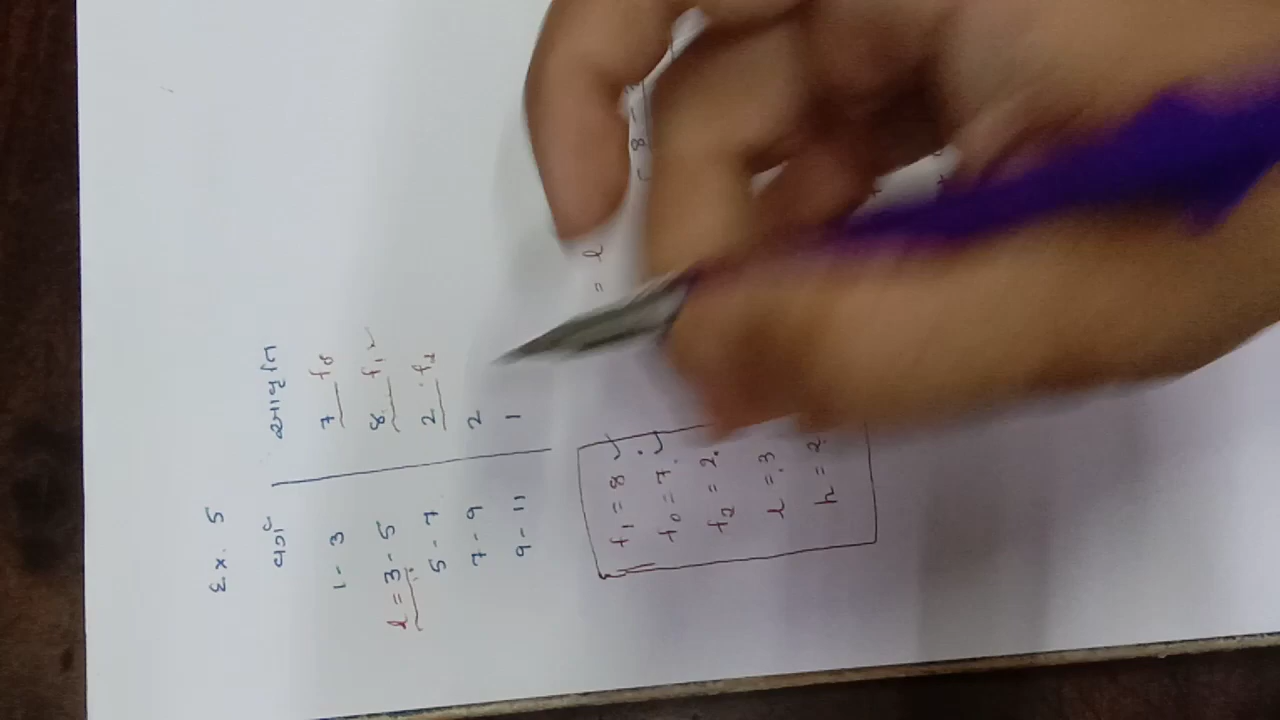 Ex. 5
વર્ગ આવૃત્તિ
1 - 3 7 f0
l = 3 - 5 8 f1
5 - 7 2 f2
7 - 9 2
9 - 11 1
f1 = 8
f0 = 7
f2 = 2
l = 3
h = 2
= l
8 -